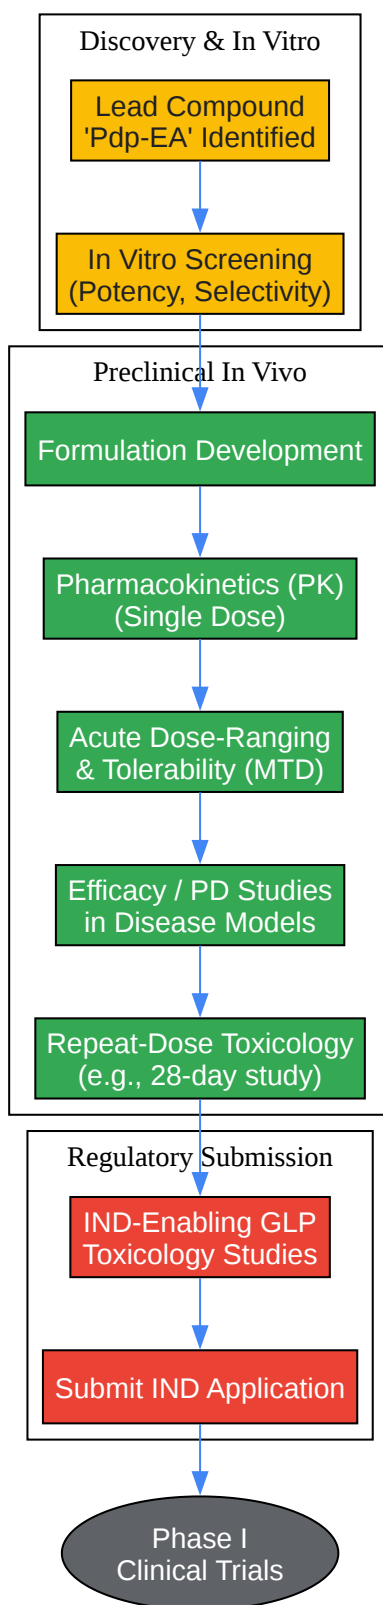 Discovery & In Vitro
Lead Compound
'Pdp-EA' Identified
In Vitro Screening
(Potency, Selectivity)
Preclinical In Vivo
Formulation Development
Pharmacokinetics (PK)
(Single Dose)
Acute Dose-Ranging
& Tolerability (MTD)
Efficacy / PD Studies
in Disease Models
Repeat-Dose Toxicology
(e.g., 28-day study)
Regulatory Submission
IND-Enabling GLP
Toxicology Studies
Submit IND Application
Phase I
Clinical Trials